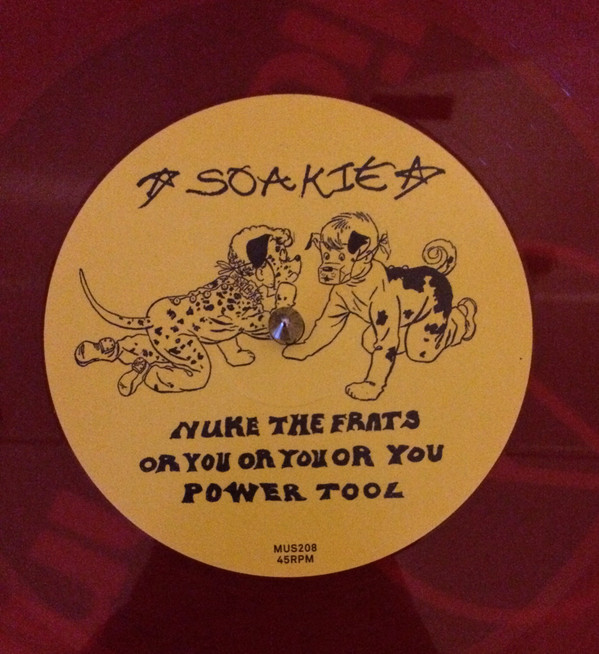 ☆ SOAKIE ☆
NUKE THE FRATS
OR YOU OR YOU OR YOU
POWER TOOL
MUS208
45RPM